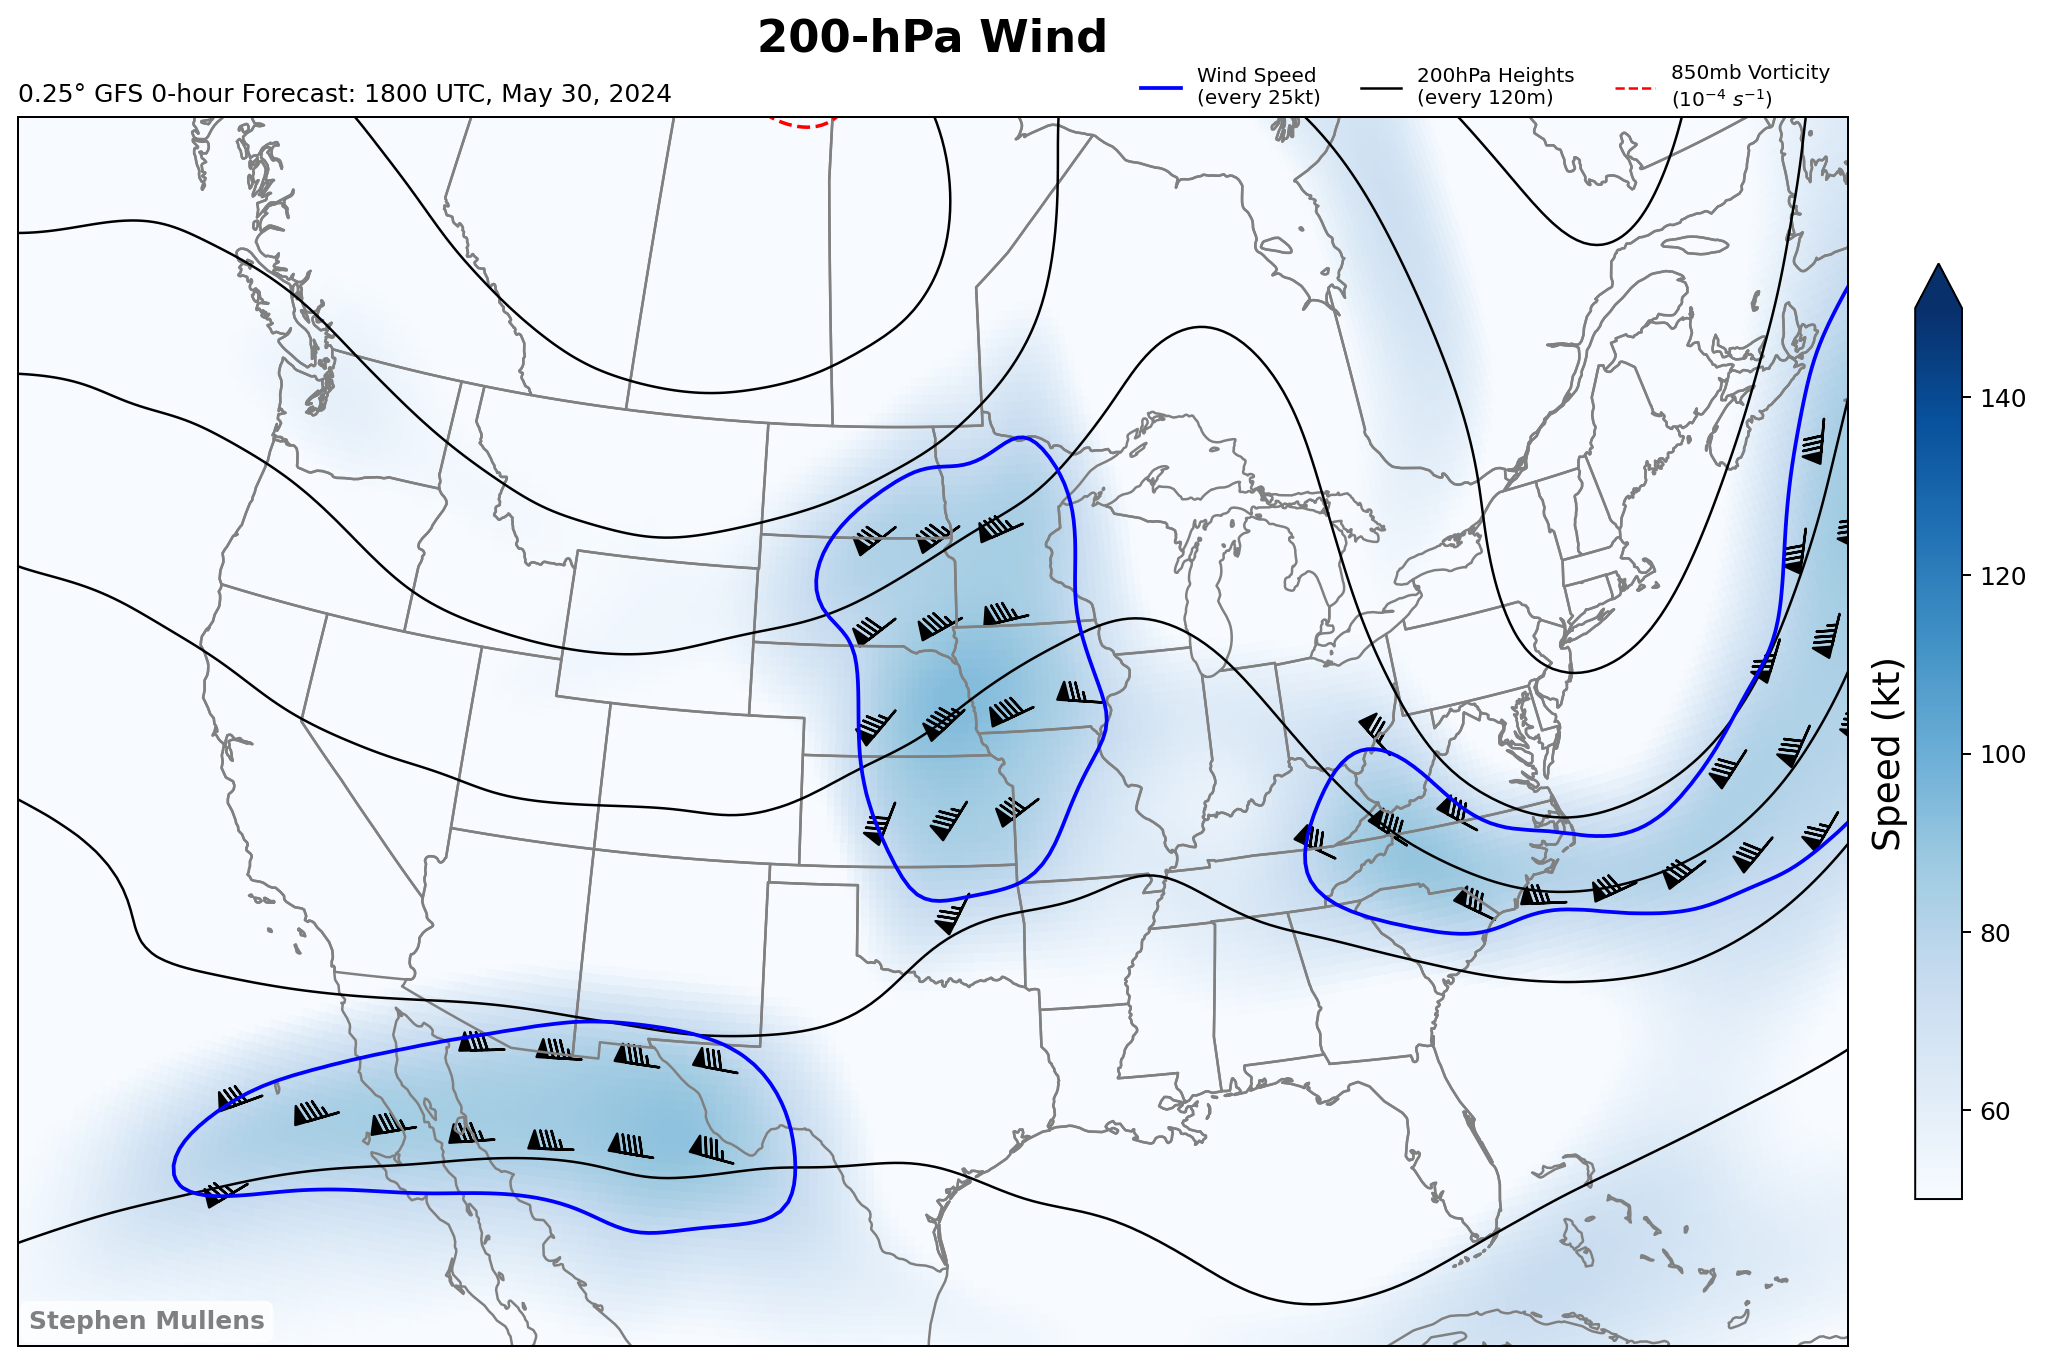 200-hPa Wind
0.25° GFS 0-hour Forecast: 1800 UTC, May 30, 2024
Wind Speed
(every 25kt)
200hPa Heights
(every 120m)
850mb Vorticity
(10⁻⁴ s⁻¹)
140
120
100
80
60
Speed (kt)
Stephen Mullens